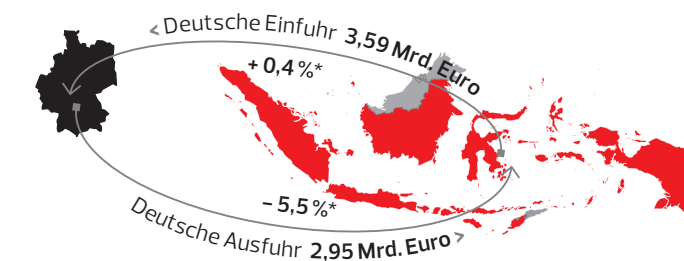 < Deutsche Einfuhr 3,59 Mrd. Euro
+ 0,4 %*
– 5,5 %*
Deutsche Ausfuhr 2,95 Mrd. Euro >